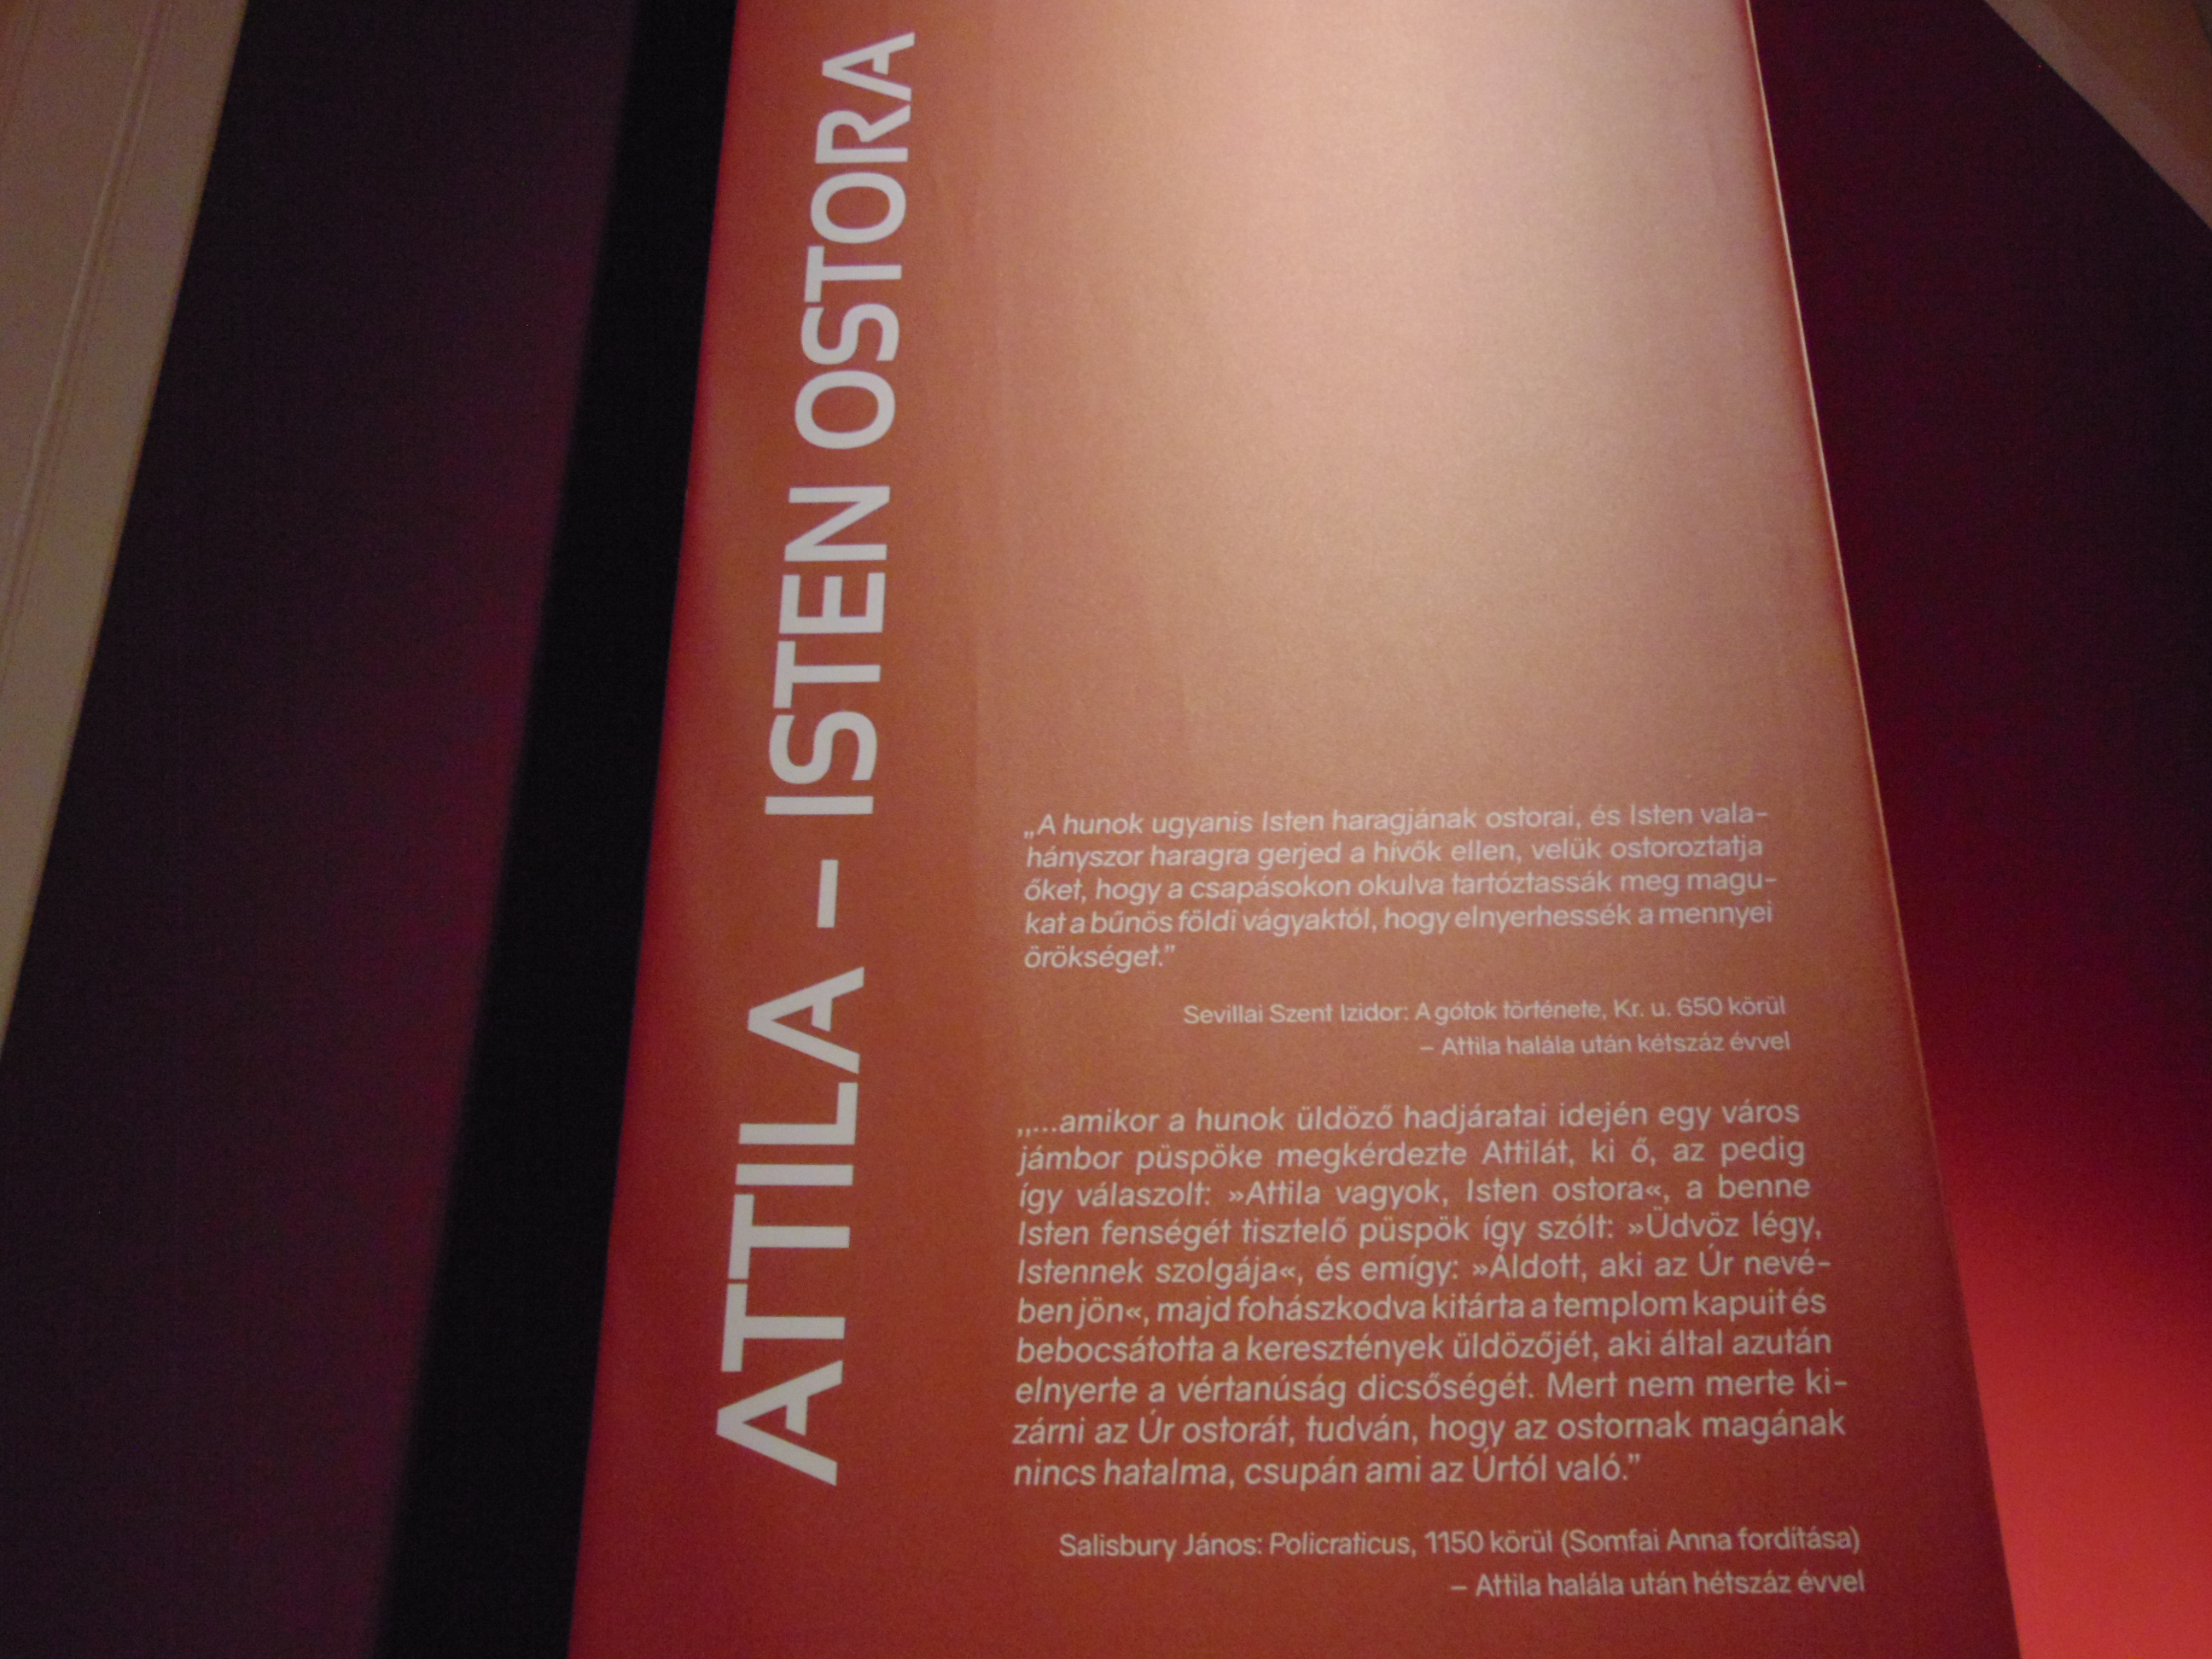 ATTILA – ISTEN OSTORA
„A hunok ugyanis Isten haragjának ostorai, és Isten vala-
hányszor haragra gerjed a hívők ellen, velük ostoroztatja
őket, hogy a csapásokon okulva tartóztassák meg magu-
kat a bűnös földi vágyaktól, hogy elnyerhessék a mennyei
örökséget.”
Sevillai Szent Izidor: A gótok története, Kr. u. 650 körül
– Attila halála után kétszáz évvel
„...amikor a hunok üldöző hadjáratai idején egy város
jámbor püspöke megkérdezte Attilát, ki ő, az pedig
így válaszolt: »Attila vagyok, Isten ostora«, a benne
Isten fenségét tisztelő püspök így szólt: »Üdvöz légy,
Istennek szolgája«, és emígy: »Áldott, aki az Úr nevé-
ben jön«, majd fohászkodva kitárta a templom kapuit és
bebocsátotta a keresztények üldözőjét, aki által azután
elnyerte a vértanúság dicsőségét. Mert nem merte ki-
zárni az Úr ostorát, tudván, hogy az ostornak magának
nincs hatalma, csupán ami az Úrtól való.”
Salisbury János: Policraticus, 1150 körül (Somfai Anna fordítása)
– Attila halála után hétszáz évvel